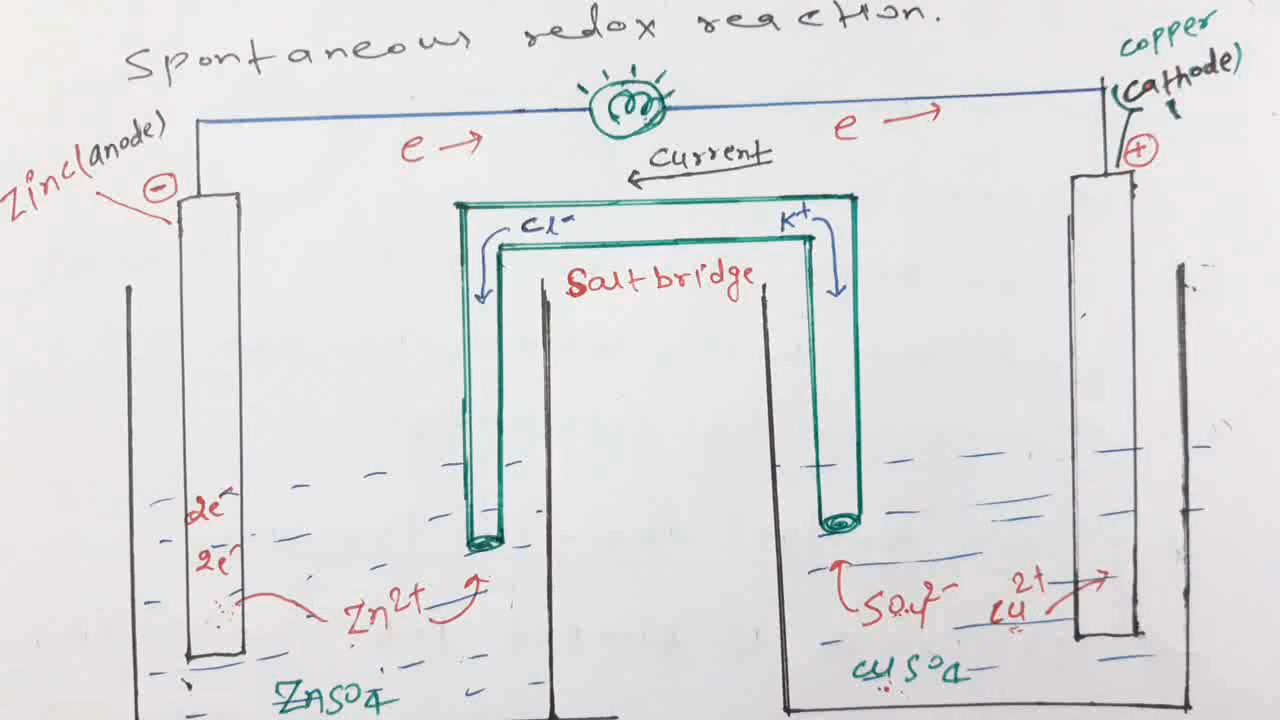 Spontaneous redox reaction.
copper
(cathode)
Zinc (anode)
e → e →
current
⊖ ⊕
Cl⁻ K⁺
Salt bridge
2e⁻
2e⁻
Zn²⁺ SO₄²⁻ Cu²⁺
ZnSO₄ CuSO₄